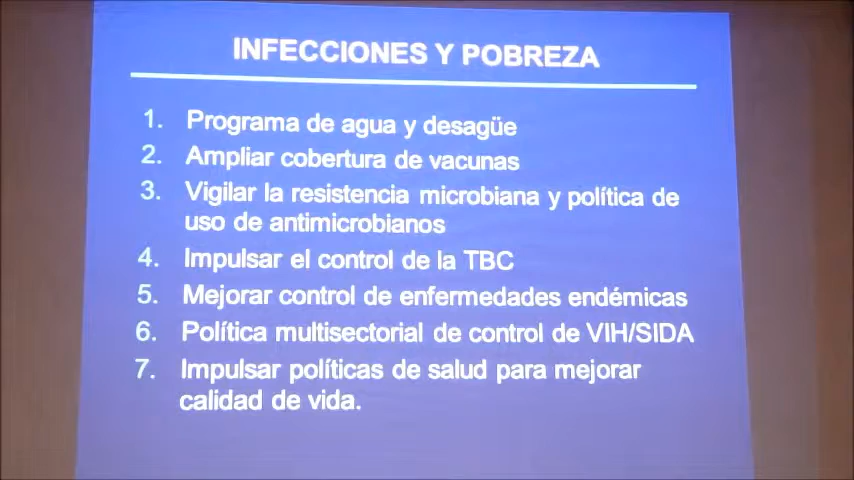 INFECCIONES Y POBREZA
1. Programa de agua y desagüe
2. Ampliar cobertura de vacunas
3. Vigilar la resistencia microbiana y política de
uso de antimicrobianos
4. Impulsar el control de la TBC
5. Mejorar control de enfermedades endémicas
6. Política multisectorial de control de VIH/SIDA
7. Impulsar políticas de salud para mejorar
calidad de vida.